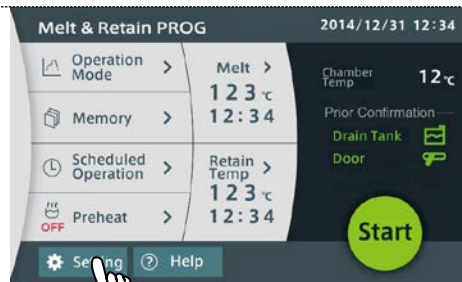 Melt & Retain PROG
2014/12/31 12:34
Operation
Mode >
Memory >
Scheduled
Operation >
Preheat >
OFF
Melt >
123℃
12:34
Retain
Temp >
123℃
12:34
Chamber
Temp
12℃
Prior Confirmation
Drain Tank
Door
Start
Help